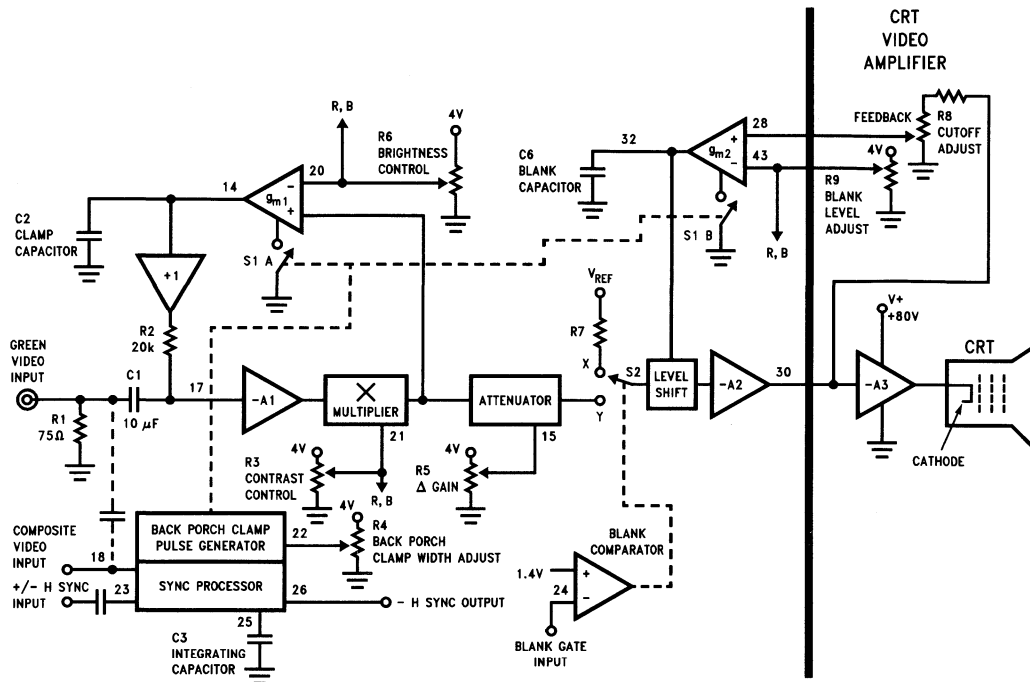 CRT
VIDEO
AMPLIFIER
R, B
4V
R6
BRIGHTNESS
CONTROL
20
14
−
gm1
+
C2
CLAMP
CAPACITOR
S1 A
+1
R2
20k
GREEN
VIDEO
INPUT
C1
10 μF
R1
75Ω
17
−A1
X
MULTIPLIER
21
R3
CONTRAST
CONTROL
4V
R, B
ATTENUATOR
15
4V
R5
Δ GAIN
C6
BLANK
CAPACITOR
32
+
gm2
−
28
43
FEEDBACK
R8
CUTOFF
ADJUST
4V
R9
BLANK
LEVEL
ADJUST
S1 B
R, B
VREF
R7
X
Y
S2
LEVEL
SHIFT
−A2
30
V+
+80V
−A3
CRT
CATHODE
COMPOSITE
VIDEO
INPUT
18
+/− H SYNC
INPUT
23
BACK PORCH CLAMP
PULSE GENERATOR
SYNC PROCESSOR
22
4V
R4
BACK PORCH
CLAMP WIDTH ADJUST
26
− H SYNC OUTPUT
25
C3
INTEGRATING
CAPACITOR
BLANK
COMPARATOR
1.4V
24
+
−
BLANK GATE
INPUT